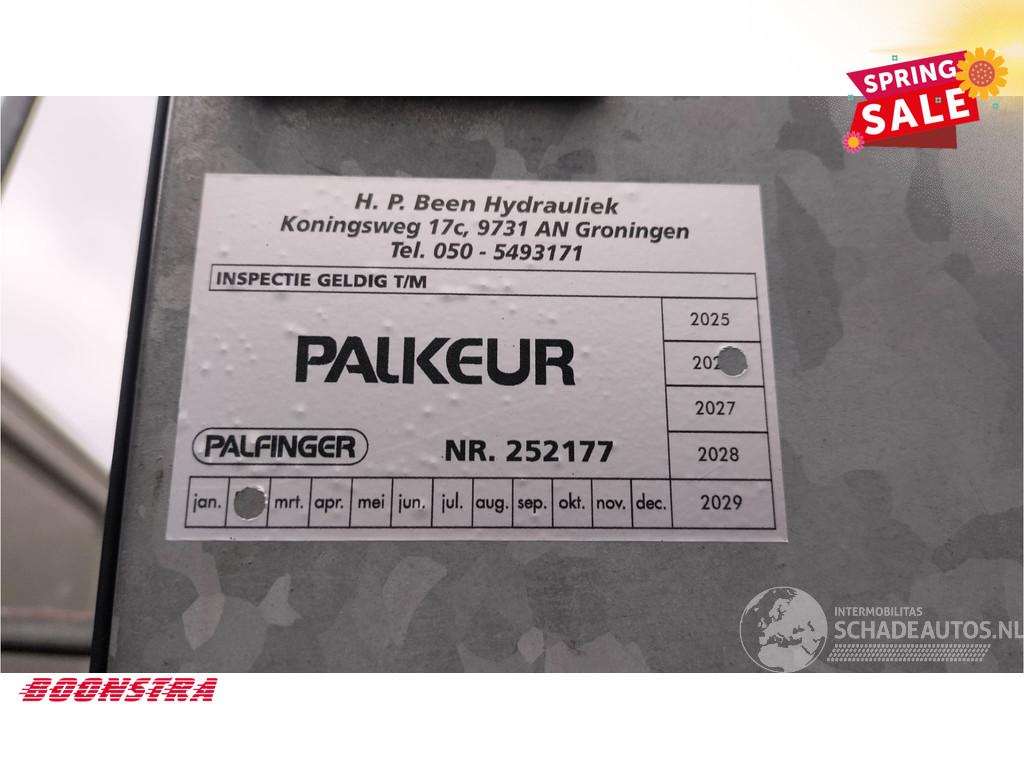 SPRING
SALE
H. P. Been Hydrauliek
Koningsweg 17c, 9731 AN Groningen
Tel. 050 - 5493171
INSPECTIE GELDIG T/M
2025
PALKEUR
202
2027
PALFINGER
NR. 252177
2028
jan. mrt. apr. mei jun. jul. aug. sep. okt. nov. dec. 2029
INTERMOBILITAS
SCHADEAUTOS.NL
BOONSTRA